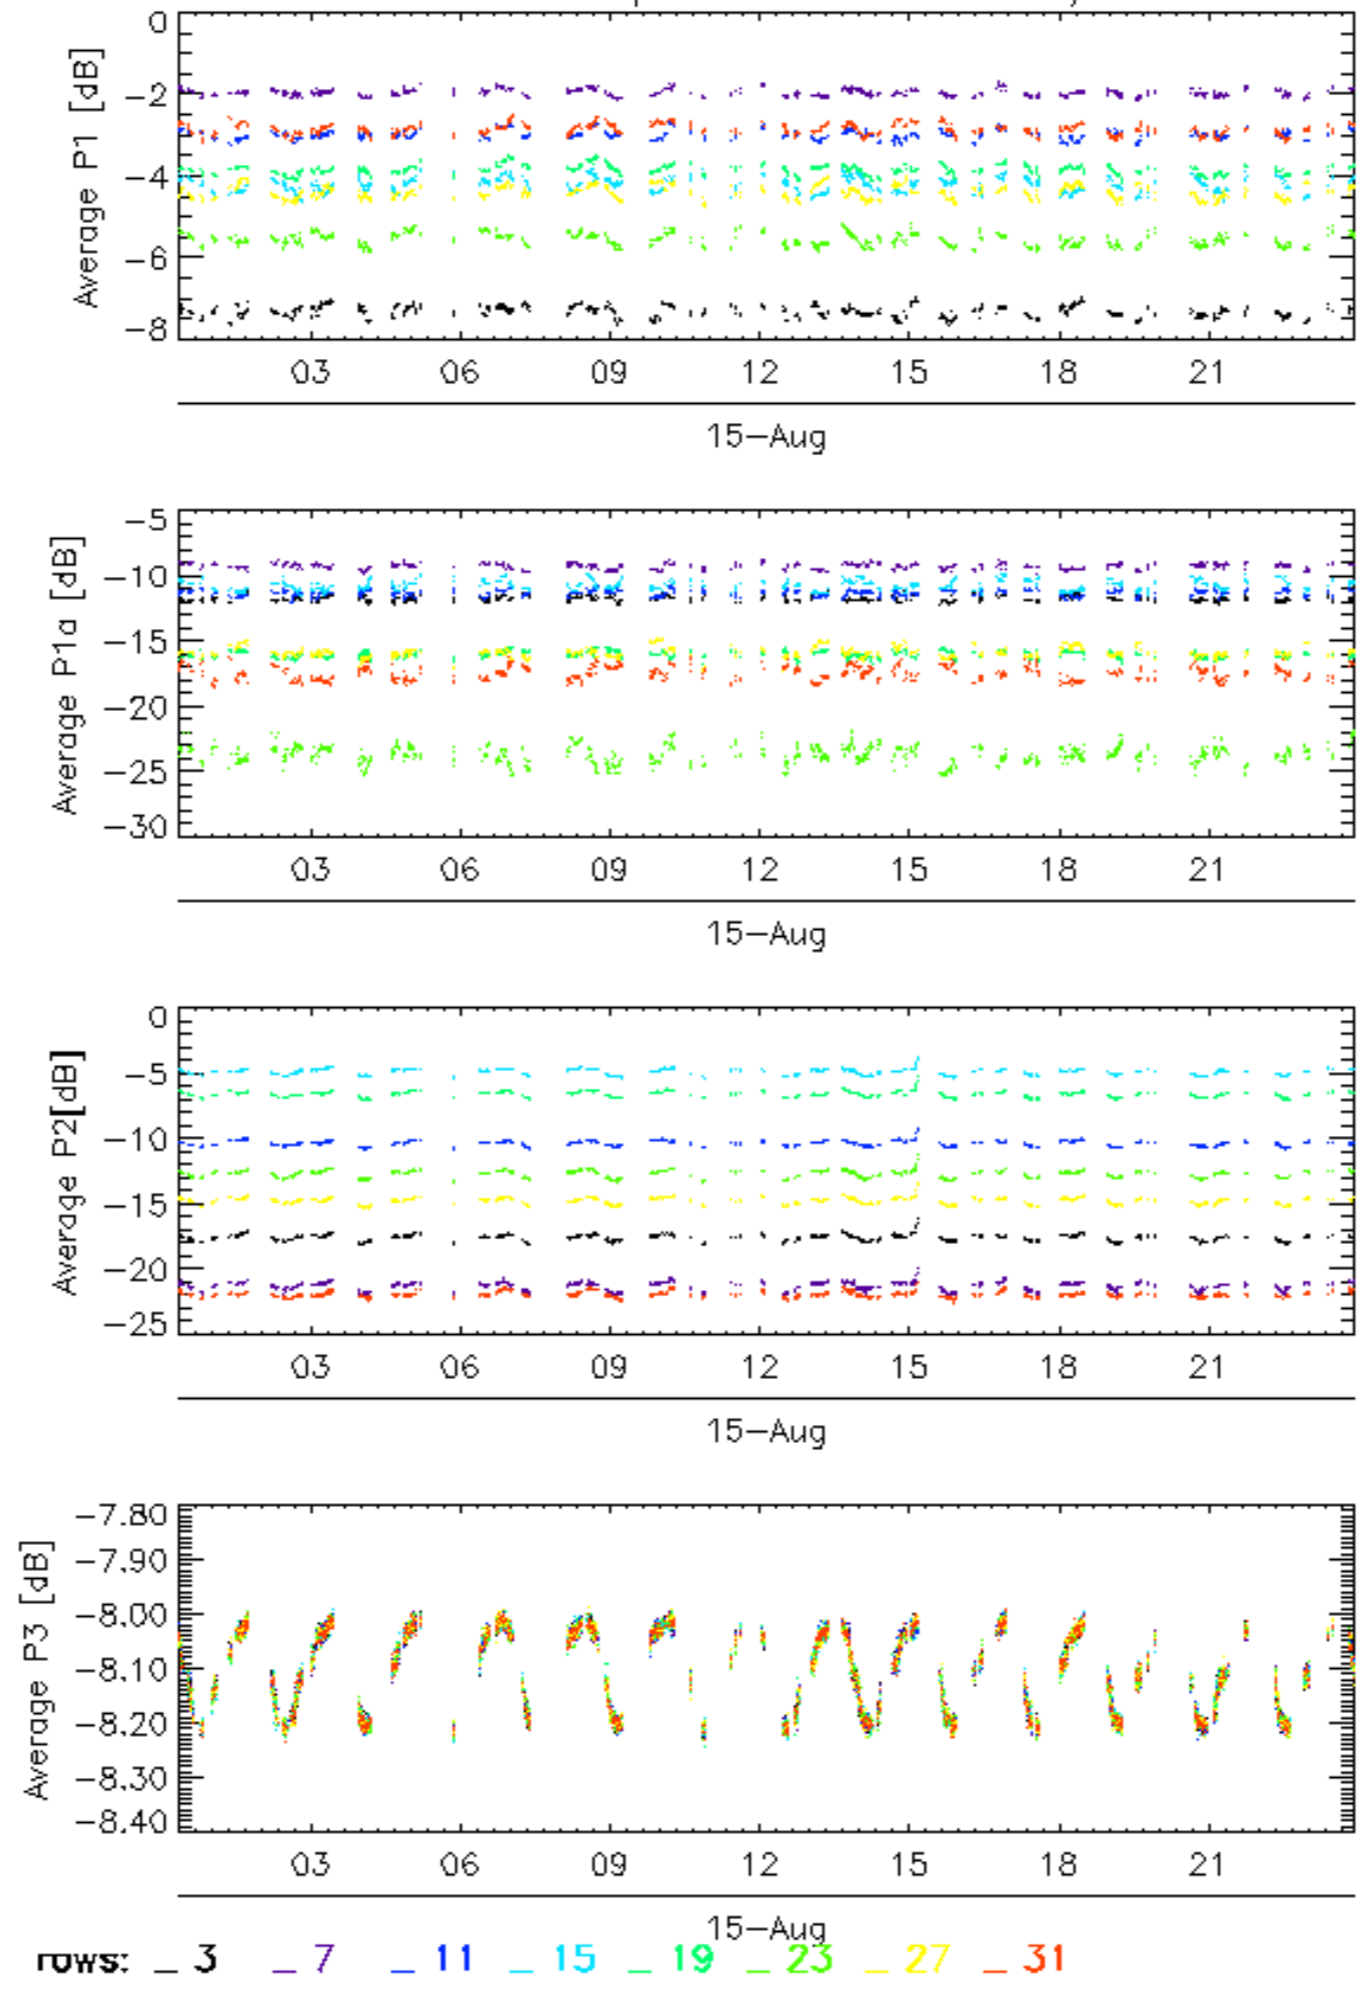 0
Average P1 [dB]
−2
−4
−6
−8
03 06 09 12 15 18 21
15−Aug
−5
Average P1a [dB]
−10
−15
−20
−25
−30
03 06 09 12 15 18 21
15−Aug
0
Average P2[dB]
−5
−10
−15
−20
−25
03 06 09 12 15 18 21
15−Aug
−7.80
Average P3 [dB]
−7.90
−8.00
−8.10
−8.20
−8.30
−8.40
03 06 09 12 15 18 21
15−Aug
rows: _ 3 _ 7 _ 11 _ 15 _ 19 _ 23 _ 27 _ 31